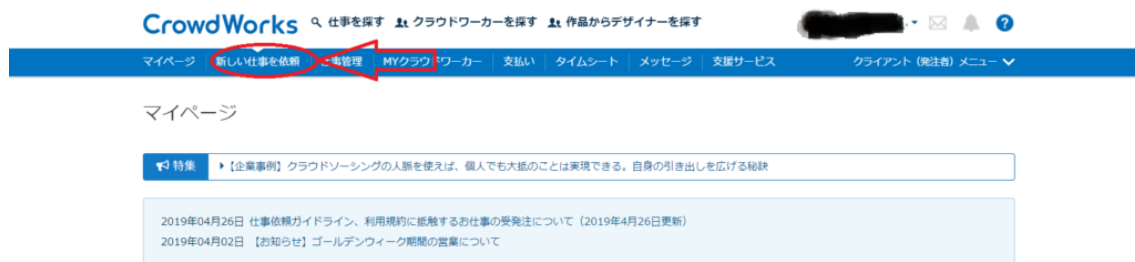 CrowdWorks 仕事を探す クラウドワーカーを探す 作品からデザイナーを探す
マイページ 新しい仕事を依頼 仕事管理 MYクラウドワーカー 支払い タイムシート メッセージ 支援サービス クライアント（発注者）メニュー
マイページ
特集 【企業事例】クラウドソーシングの人脈を使えば、個人でも大抵のことは実現できる。自身の引き出しを広げる秘訣
2019年04月26日 仕事依頼ガイドライン、利用規約に抵触するお仕事の受発注について（2019年4月26日更新）
2019年04月02日 【お知らせ】ゴールデンウィーク期間の営業について